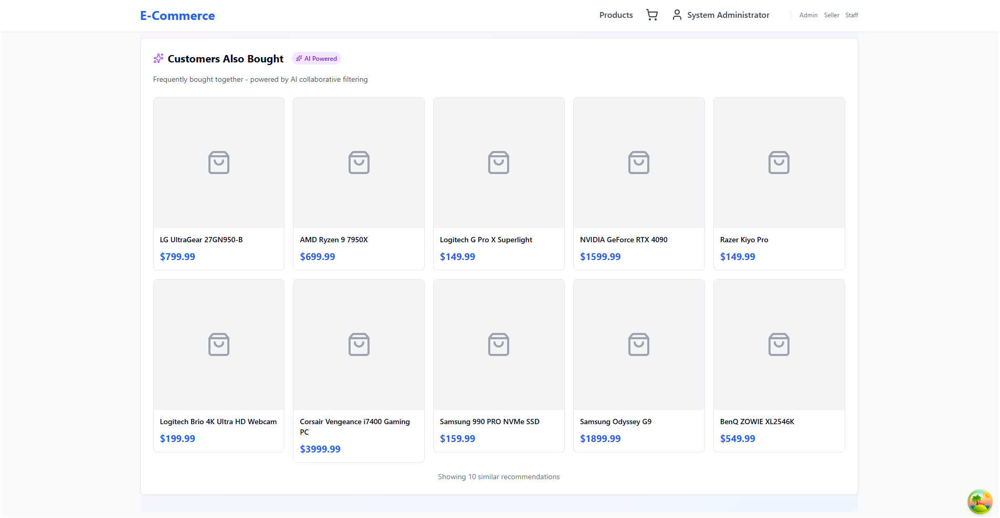 E-Commerce
Products
System Administrator
Admin
Seller
Staff
Customers Also Bought
AI Powered
Frequently bought together - powered by AI collaborative filtering
LG UltraGear 27GN950-B
$799.99
AMD Ryzen 9 7950X
$699.99
Logitech G Pro X Superlight
$149.99
NVIDIA GeForce RTX 4090
$1599.99
Razer Kiyo Pro
$149.99
Logitech Brio 4K Ultra HD Webcam
$199.99
Corsair Vengeance i7400 Gaming
PC
$3999.99
Samsung 990 PRO NVMe SSD
$159.99
Samsung Odyssey G9
$1899.99
BenQ ZOWIE XL2546K
$549.99
Showing 10 similar recommendations